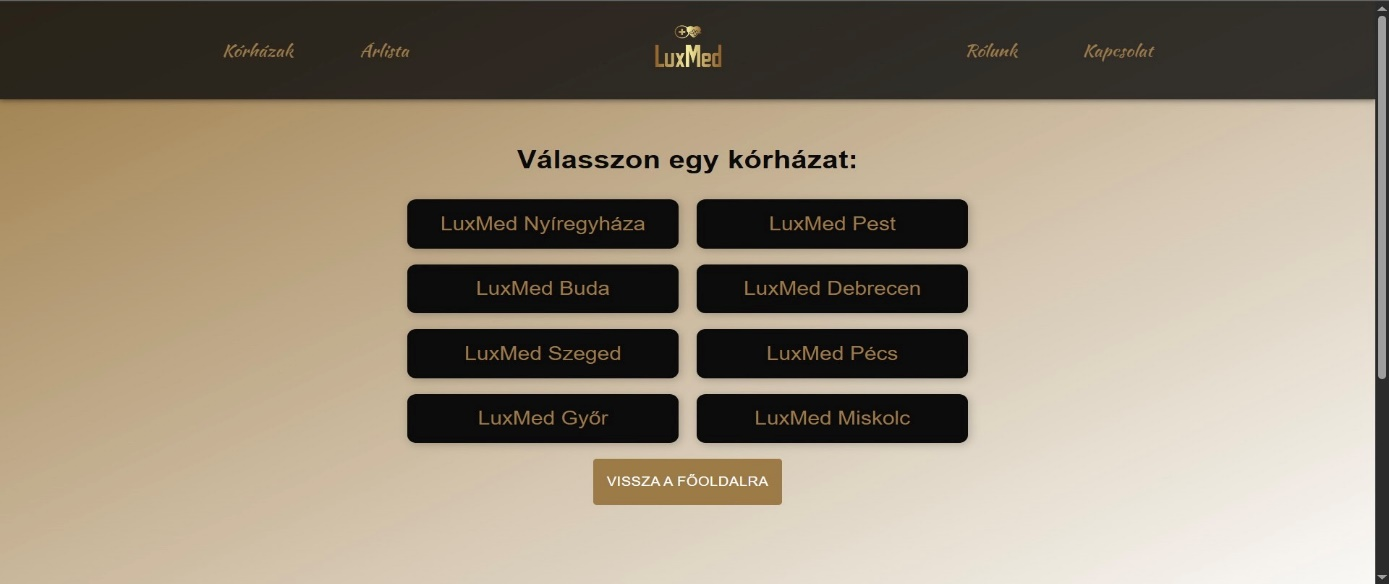 Kórházak Árlista LuxMed Rólunk Kapcsolat
Válasszon egy kórházat:
LuxMed Nyíregyháza LuxMed Pest
LuxMed Buda LuxMed Debrecen
LuxMed Szeged LuxMed Pécs
LuxMed Győr LuxMed Miskolc
VISSZA A FŐOLDALRA